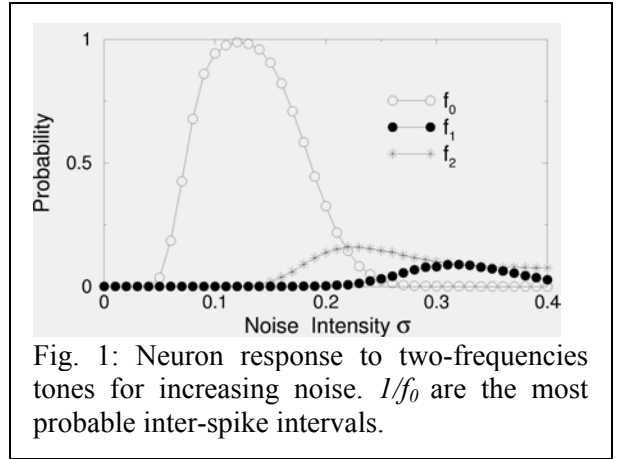 1
0.5
0
Probability
f₀
f₁
f₂
0 0.1 0.2 0.3 0.4
Noise Intensity σ
Fig. 1: Neuron response to two-frequencies
tones for increasing noise. 1/f₀ are the most
probable inter-spike intervals.